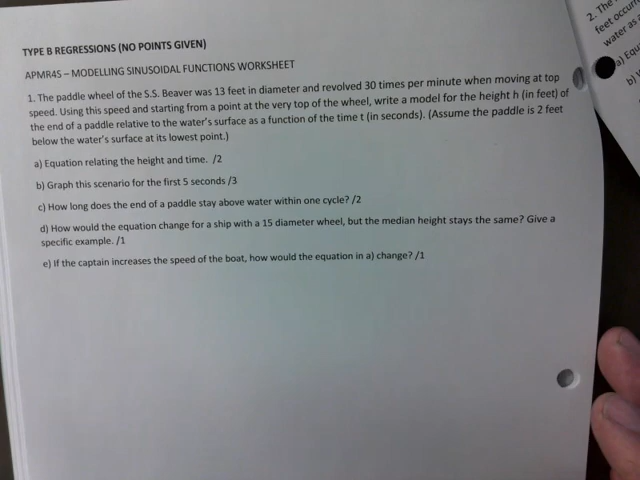 TYPE B REGRESSIONS (NO POINTS GIVEN)
APMR4S – MODELLING SINUSOIDAL FUNCTIONS WORKSHEET
1. The paddle wheel of the S.S. Beaver was 13 feet in diameter and revolved 30 times per minute when moving at top
speed. Using this speed and starting from a point at the very top of the wheel, write a model for the height h (in feet) of
the end of a paddle relative to the water's surface as a function of the time t (in seconds). (Assume the paddle is 2 feet
below the water's surface at its lowest point.)
a) Equation relating the height and time. /2
b) Graph this scenario for the first 5 seconds /3
c) How long does the end of a paddle stay above water within one cycle? /2
d) How would the equation change for a ship with a 15 diameter wheel, but the median height stays the same? Give a
specific example. /1
e) If the captain increases the speed of the boat, how would the equation in a) change? /1
2. The
feet
water as
a)
b)